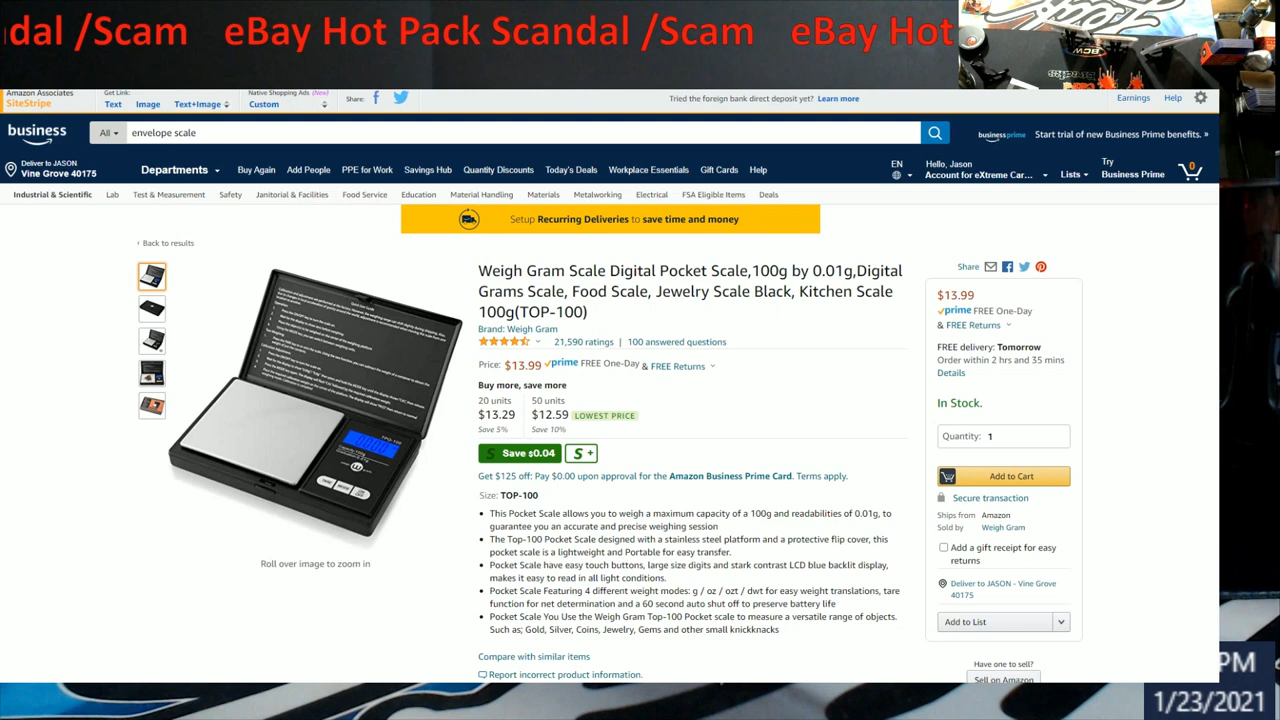 dal /Scam eBay Hot Pack Scandal /Scam eBay Hot
BCW
Amazon Associates
SiteStripe
Get Link:
Text Image Text+Image
Native Shopping Ads (New)
Custom
Share:
Tried the foreign bank direct deposit yet? Learn more
Earnings Help
business
All
envelope scale
business prime
Start trial of new Business Prime benefits. »
Deliver to JASON
Vine Grove 40175
Departments
Buy Again Add People PPE for Work Savings Hub Quantity Discounts Today's Deals Workplace Essentials Gift Cards Help
EN
Hello, Jason
Account for eXtreme Car...
Lists
Try
Business Prime
0
Industrial & Scientific Lab Test & Measurement Safety Janitorial & Facilities Food Service Education Material Handling Materials Metalworking Electrical FSA Eligible Items Deals
Setup Recurring Deliveries to save time and money
‹ Back to results
Weigh Gram Scale Digital Pocket Scale,100g by 0.01g,Digital
Grams Scale, Food Scale, Jewelry Scale Black, Kitchen Scale
100g(TOP-100)
Brand: Weigh Gram
21,590 ratings | 100 answered questions
Price: $13.99 prime FREE One-Day & FREE Returns
Buy more, save more
20 units 50 units
$13.29 $12.59 LOWEST PRICE
Save 5% Save 10%
S Save $0.04 S +
Get $125 off: Pay $0.00 upon approval for the Amazon Business Prime Card. Terms apply.
Size: TOP-100
• This Pocket Scale allows you to weigh a maximum capacity of a 100g and readabilities of 0.01g, to
guarantee you an accurate and precise weighing session
• The Top-100 Pocket Scale designed with a stainless steel platform and a protective flip cover, this
pocket scale is a lightweight and Portable for easy transfer.
• Pocket Scale have easy touch buttons, large size digits and stark contrast LCD blue backlit display,
makes it easy to read in all light conditions.
• Pocket Scale Featuring 4 different weight modes: g / oz / ozt / dwt for easy weight translations, tare
function for net determination and a 60 second auto shut off to preserve battery life
• Pocket Scale You Use the Weigh Gram Top-100 Pocket scale to measure a versatile range of objects.
Such as; Gold, Silver, Coins, Jewelry, Gems and other small knickknacks
Compare with similar items
Report incorrect product information.
Roll over image to zoom in
Share
$13.99
prime FREE One-Day
& FREE Returns
FREE delivery: Tomorrow
Order within 2 hrs and 35 mins
Details
In Stock.
Quantity: 1
Add to Cart
Secure transaction
Ships from Amazon
Sold by Weigh Gram
Add a gift receipt for easy
returns
Deliver to JASON - Vine Grove
40175
Add to List
Have one to sell?
Sell on Amazon
PM
1/23/2021